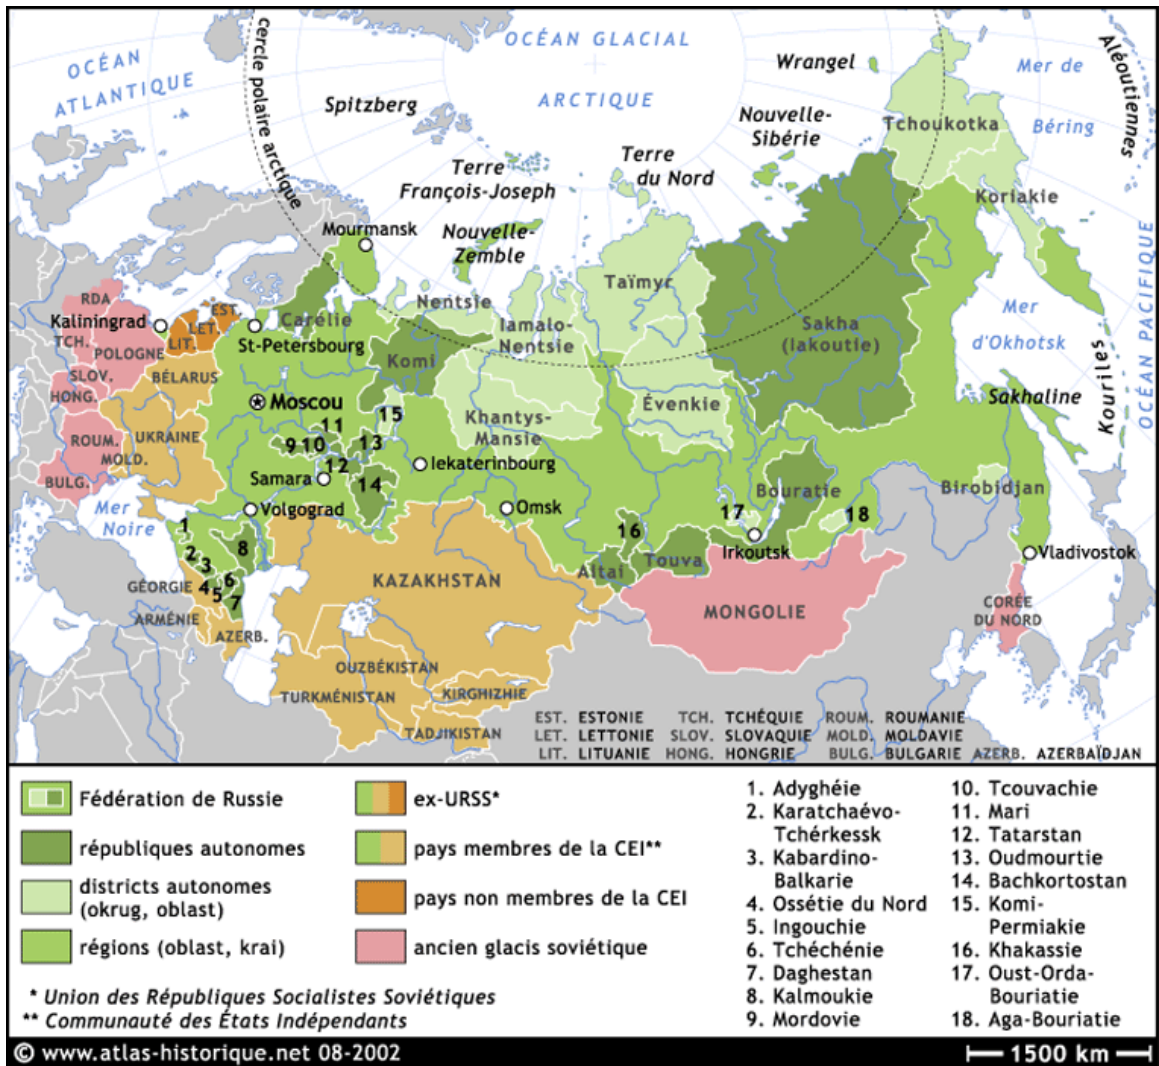 OCÉAN GLACIAL
ARCTIQUE
OCÉAN
ATLANTIQUE
cercle polaire arctique
Spitzberg
Wrangel
Mer de
Béring
Aléoutiennes
Nouvelle-
Sibérie
Tchoukotka
Terre
François-Joseph
Terre
du Nord
Koriakie
Mourmansk
Nouvelle-
Zemble
OCÉAN PACIFIQUE
Taïmyr
RDA
Kaliningrad
TCH.
POLOGNE
SLOV.
HONG.
EST.
LET.
LIT.
Carélie
St-Petersbourg
Nentsie
Iamalo-
Nentsie
Sakha
(Iakoutie)
Mer
d'Okhotsk
BÉLARUS
Komi
Évenkie
Sakhaline
Kouriles
Moscou
15
Khantys-
Mansie
11
9
10
13
UKRAINE
ROUM.
MOLD.
BULG.
12
Samara
14
Iekaterinbourg
Bouratie
Birobidjan
Mer
Noire
Volgograd
Omsk
17
18
16
Irkoutsk
Vladivostok
1
2
3
8
GÉORGIE
4
5
6
7
Altai
Touva
KAZAKHSTAN
MONGOLIE
CORÉE
DU NORD
ARMÉNIE
AZERB.
OUZBÉKISTAN
TURKMÉNISTAN
KIRGHIZHIE
TADJIKISTAN
EST. ESTONIE TCH. TCHÉQUIE ROUM. ROUMANIE
LET. LETTONIE SLOV. SLOVAQUIE MOLD. MOLDAVIE
LIT. LITUANIE HONG. HONGRIE BULG. BULGARIE AZERB. AZERBAÏDJAN
Fédération de Russie
républiques autonomes
districts autonomes
(okrug, oblast)
régions (oblast, krai)
ex-URSS*
pays membres de la CEI**
pays non membres de la CEI
ancien glacis soviétique
* Union des Républiques Socialistes Soviétiques
** Communauté des États Indépendants
1. Adyghéie
2. Karatchaévo-
Tchérkessk
3. Kabardino-
Balkarie
4. Ossétie du Nord
5. Ingouchie
6. Tchéchénie
7. Daghestan
8. Kalmoukie
9. Mordovie
10. Tcouvachie
11. Mari
12. Tatarstan
13. Oudmourtie
14. Bachkortostan
15. Komi-
Permiakie
16. Khakassie
17. Oust-Orda-
Bouriatie
18. Aga-Bouriatie
© www.atlas-historique.net 08-2002
1500 km